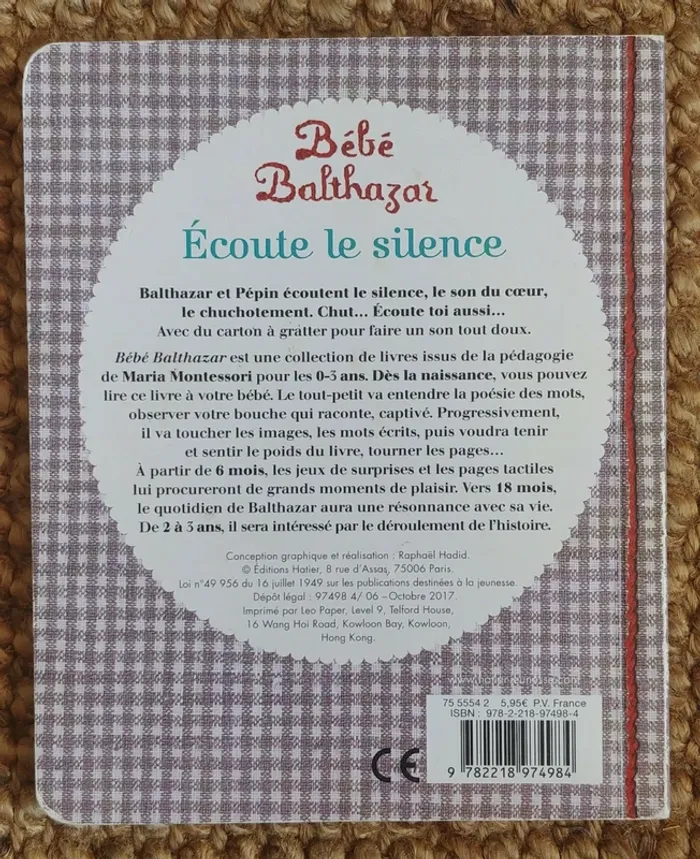 Bébé
Balthazar
Écoute le silence
Balthazar et Pépin écoutent le silence, le son du cœur,
le chuchotement. Chut... Écoute toi aussi...
Avec du carton à gratter pour faire un son tout doux.
Bébé Balthazar est une collection de livres issus de la pédagogie
de Maria Montessori pour les 0-3 ans. Dès la naissance, vous pouvez
lire ce livre à votre bébé. Le tout-petit va entendre la poésie des mots,
observer votre bouche qui raconte, captivé. Progressivement,
il va toucher les images, les mots écrits, puis voudra tenir
et sentir le poids du livre, tourner les pages...
À partir de 6 mois, les jeux de surprises et les pages tactiles
lui procureront de grands moments de plaisir. Vers 18 mois,
le quotidien de Balthazar aura une résonnance avec sa vie.
De 2 à 3 ans, il sera intéressé par le déroulement de l'histoire.
Conception graphique et réalisation : Raphaël Hadid.
© Éditions Hatier, 8 rue d'Assas, 75006 Paris.
Loi n°49 956 du 16 juillet 1949 sur les publications destinées à la jeunesse.
Dépôt légal : 97498 4/ 06 - Octobre 2017.
Imprimé par Leo Paper, Level 9, Telford House,
16 Wang Hoi Road, Kowloon Bay, Kowloon,
Hong Kong.
75 5554 2 5,95€ P.V. France
ISBN : 978-2-218-97498-4
CE
9 782218 974984